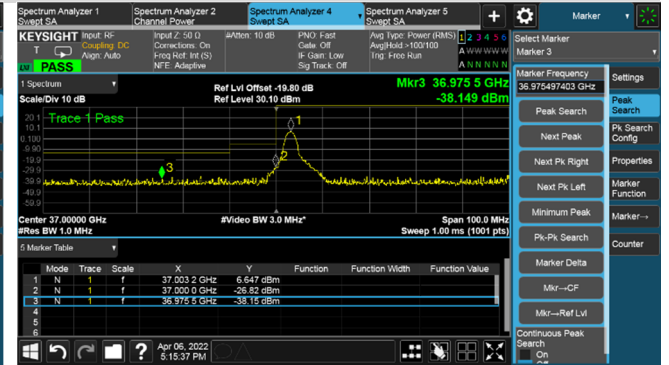 Spectrum Analyzer 1
Swept SA
Spectrum Analyzer 2
Channel Power
Spectrum Analyzer 4
Swept SA
Spectrum Analyzer 5
Swept SA
Marker
KEYSIGHT
Input: RF
Coupling: DC
Align: Auto
Input Z: 50 Ω
Corrections: On
Freq Ref: Int (S)
NFE: Adaptive
#Atten: 10 dB
PNO: Fast
Gate: Off
IF Gain: Low
Sig Track: Off
Avg Type: Power (RMS)
Avg|Hold:>100/100
Trig: Free Run
1 2 3 4 5 6
A W W W W W
A N N N N N
T
LXI
PASS
Select Marker
Marker 3
1 Spectrum
Scale/Div 10 dB
Ref Lvl Offset -19.80 dB
Ref Level 30.10 dBm
Mkr3 36.975 5 GHz
-38.149 dBm
Trace 1 Pass
20.1
10.1
0.100
-9.90
-19.9
-29.9
-39.9
-49.9
-59.9
1
2
3
Center 37.00000 GHz
#Res BW 1.0 MHz
#Video BW 3.0 MHz*
Span 100.0 MHz
Sweep 1.00 ms (1001 pts)
5 Marker Table
Mode Trace Scale X Y Function Function Width Function Value
1 N 1 f 37.003 2 GHz 6.647 dBm
2 N 1 f 37.000 0 GHz -26.82 dBm
3 N 1 f 36.975 5 GHz -38.15 dBm
4
5
6
Apr 06, 2022
5:15:37 PM
Marker Frequency
36.975497403 GHz
Peak Search
Next Peak
Next Pk Right
Next Pk Left
Minimum Peak
Pk-Pk Search
Marker Delta
Mkr→CF
Mkr→Ref Lvl
Continuous Peak
Search
On
Off
Settings
Peak
Search
Pk Search
Config
Properties
Marker
Function
Marker→
Counter